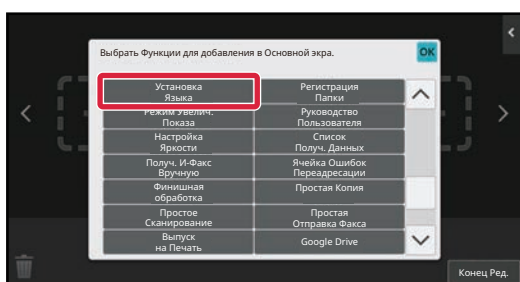 Выбрать Функции для добавления в Основной экра.
OK
Установка
Языка
Регистрация
Папки
Режим Увелич.
Показа
Руководство
Пользователя
Настройка
Яркости
Список
Получ. Данных
Получ. И-Факс
Вручную
Ячейка Ошибок
Переадресации
Финишная
обработка
Простая Копия
Простое
Сканирование
Простая
Отправка Факса
Выпуск
на Печать
Google Drive
Конец Ред.